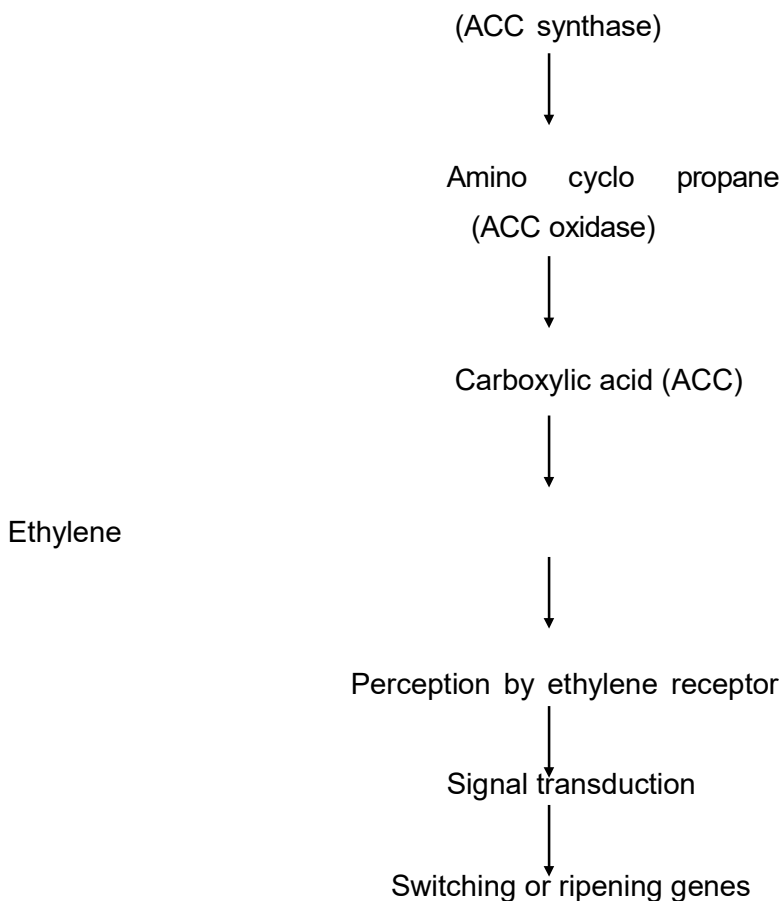 (ACC synthase)
Amino cyclo propane
(ACC oxidase)
Carboxylic acid (ACC)
Ethylene
Perception by ethylene receptor
Signal transduction
Switching or ripening genes